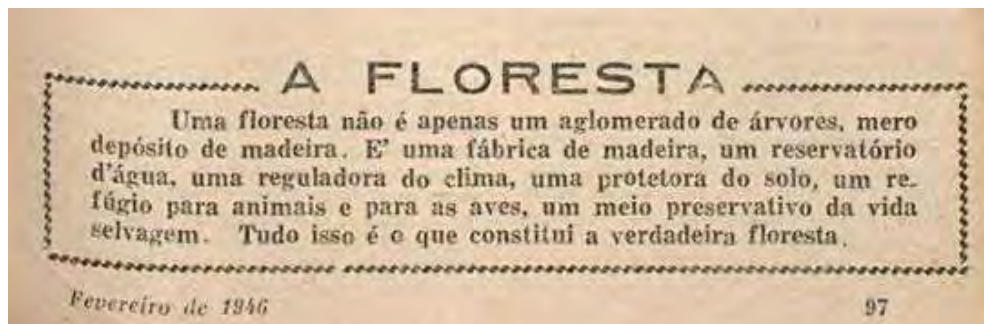 A FLORESTA
Uma floresta não é apenas um aglomerado de árvores, mero
depósito de madeira. E' uma fábrica de madeira, um reservatório
d'água, uma reguladora do clima, uma protetora do solo, um re-
fúgio para animais e para as aves, um meio preservativo da vida
selvagem. Tudo isso é o que constitui a verdadeira floresta.
Fevereiro de 1946 97